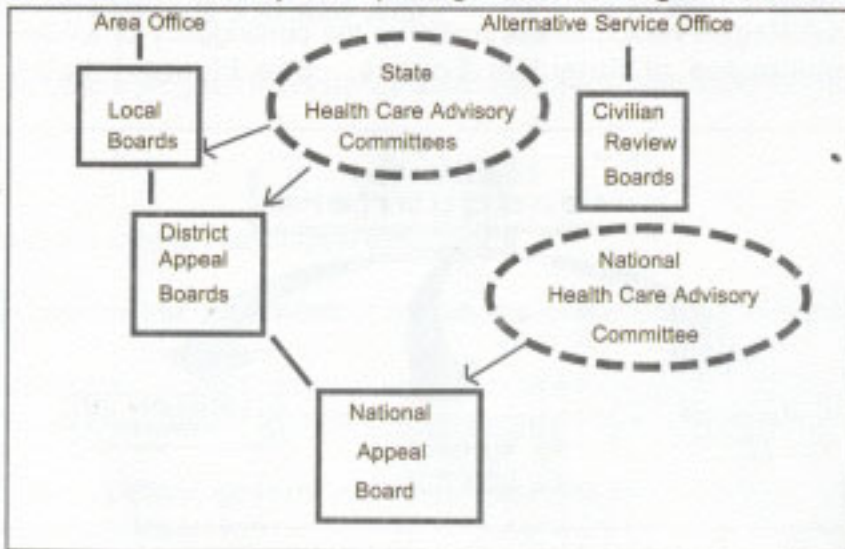 Area Office
Alternative Service Office
Local
Boards
State
Health Care Advisory
Committees
Civilian
Review
Boards
District
Appeal
Boards
National
Health Care Advisory
Committee
National
Appeal
Board